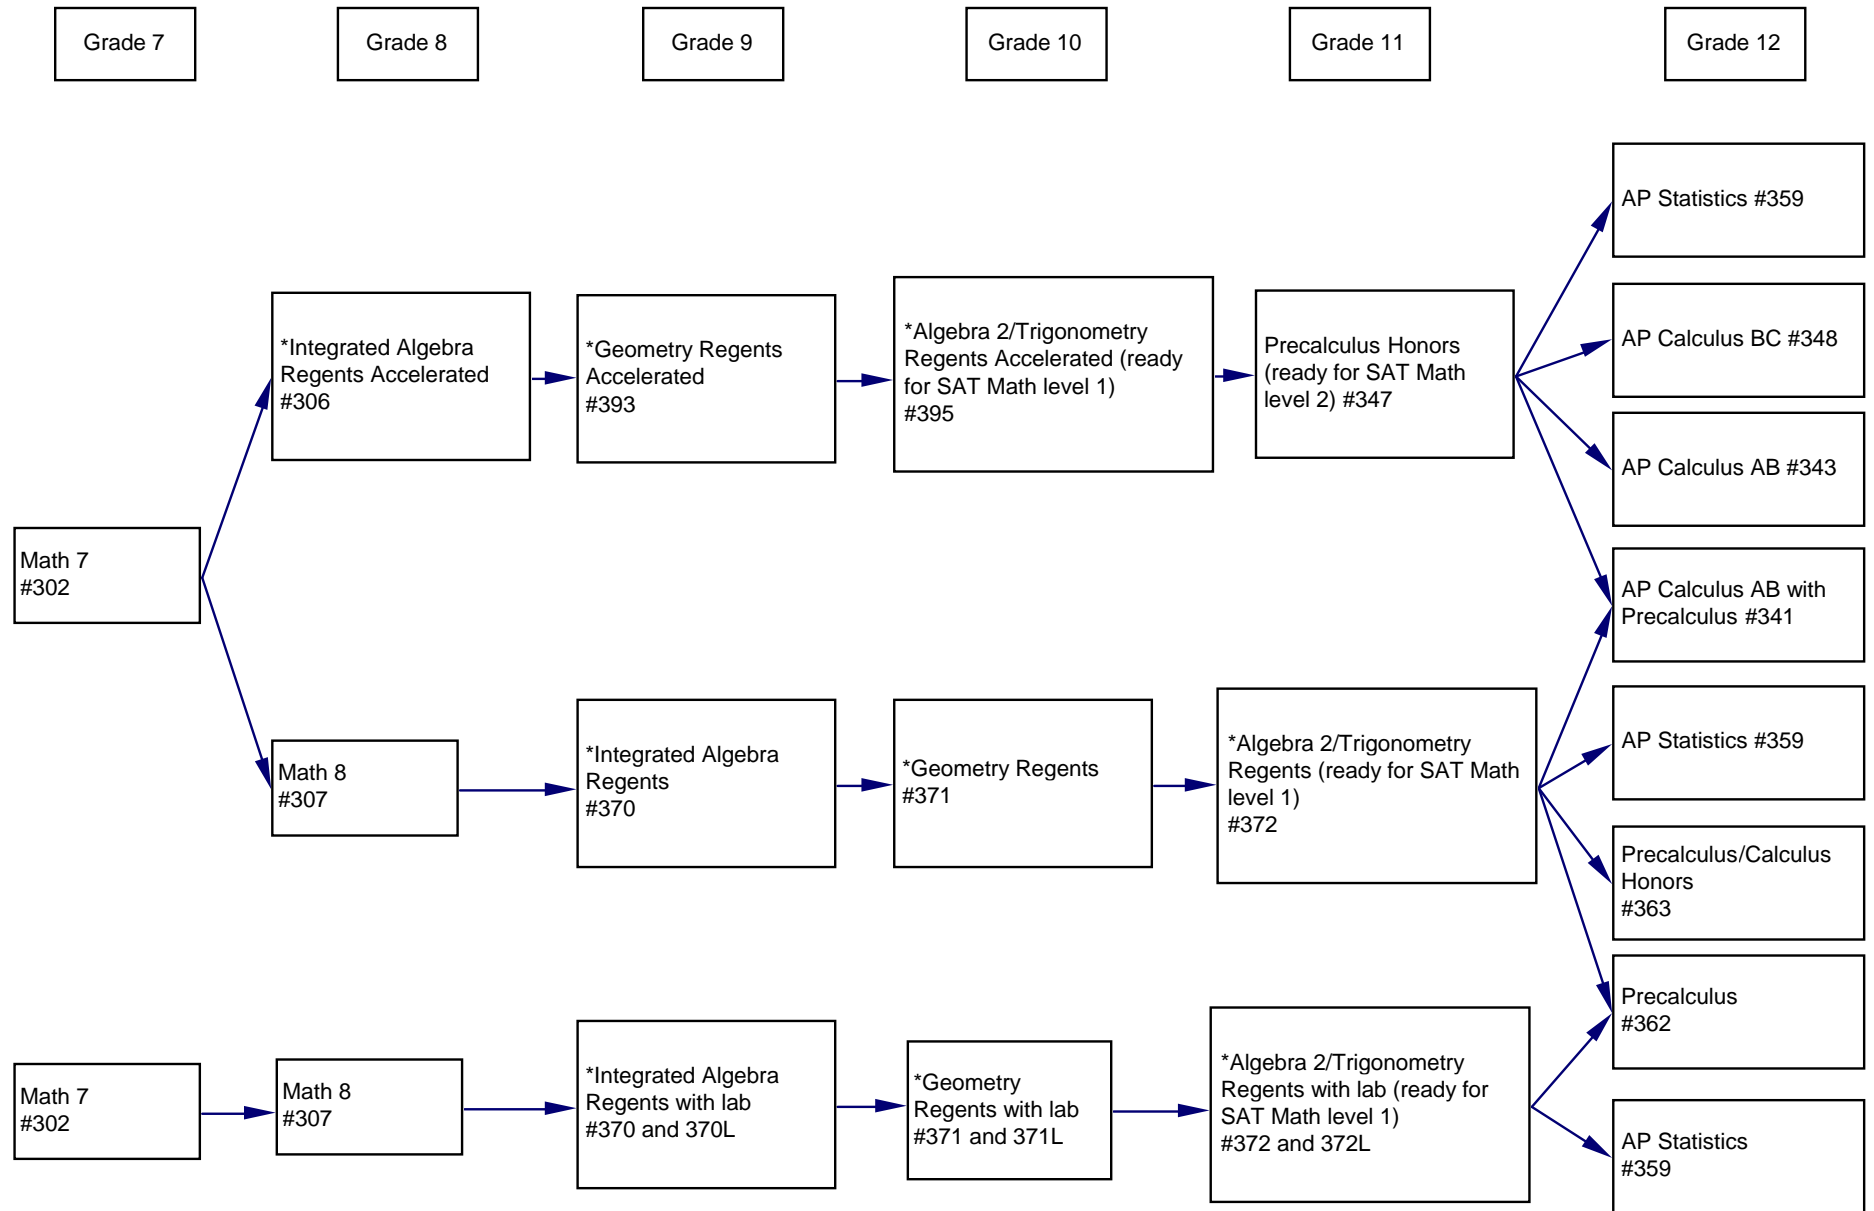 Grade 7
Grade 8
Grade 9
Grade 10
Grade 11
Grade 12
AP Statistics #359
*Integrated Algebra
Regents Accelerated
#306
*Geometry Regents
Accelerated
#393
*Algebra 2/Trigonometry
Regents Accelerated (ready
for SAT Math level 1)
#395
Precalculus Honors
(ready for SAT Math
level 2) #347
AP Calculus BC #348
AP Calculus AB #343
Math 7
#302
AP Calculus AB with
Precalculus #341
Math 8
#307
*Integrated Algebra
Regents
#370
*Geometry Regents
#371
*Algebra 2/Trigonometry
Regents (ready for SAT Math
level 1)
#372
AP Statistics #359
Precalculus/Calculus
Honors
#363
Precalculus
#362
Math 7
#302
Math 8
#307
*Integrated Algebra
Regents with lab
#370 and 370L
*Geometry
Regents with lab
#371 and 371L
*Algebra 2/Trigonometry
Regents with lab (ready for
SAT Math level 1)
#372 and 372L
AP Statistics
#359